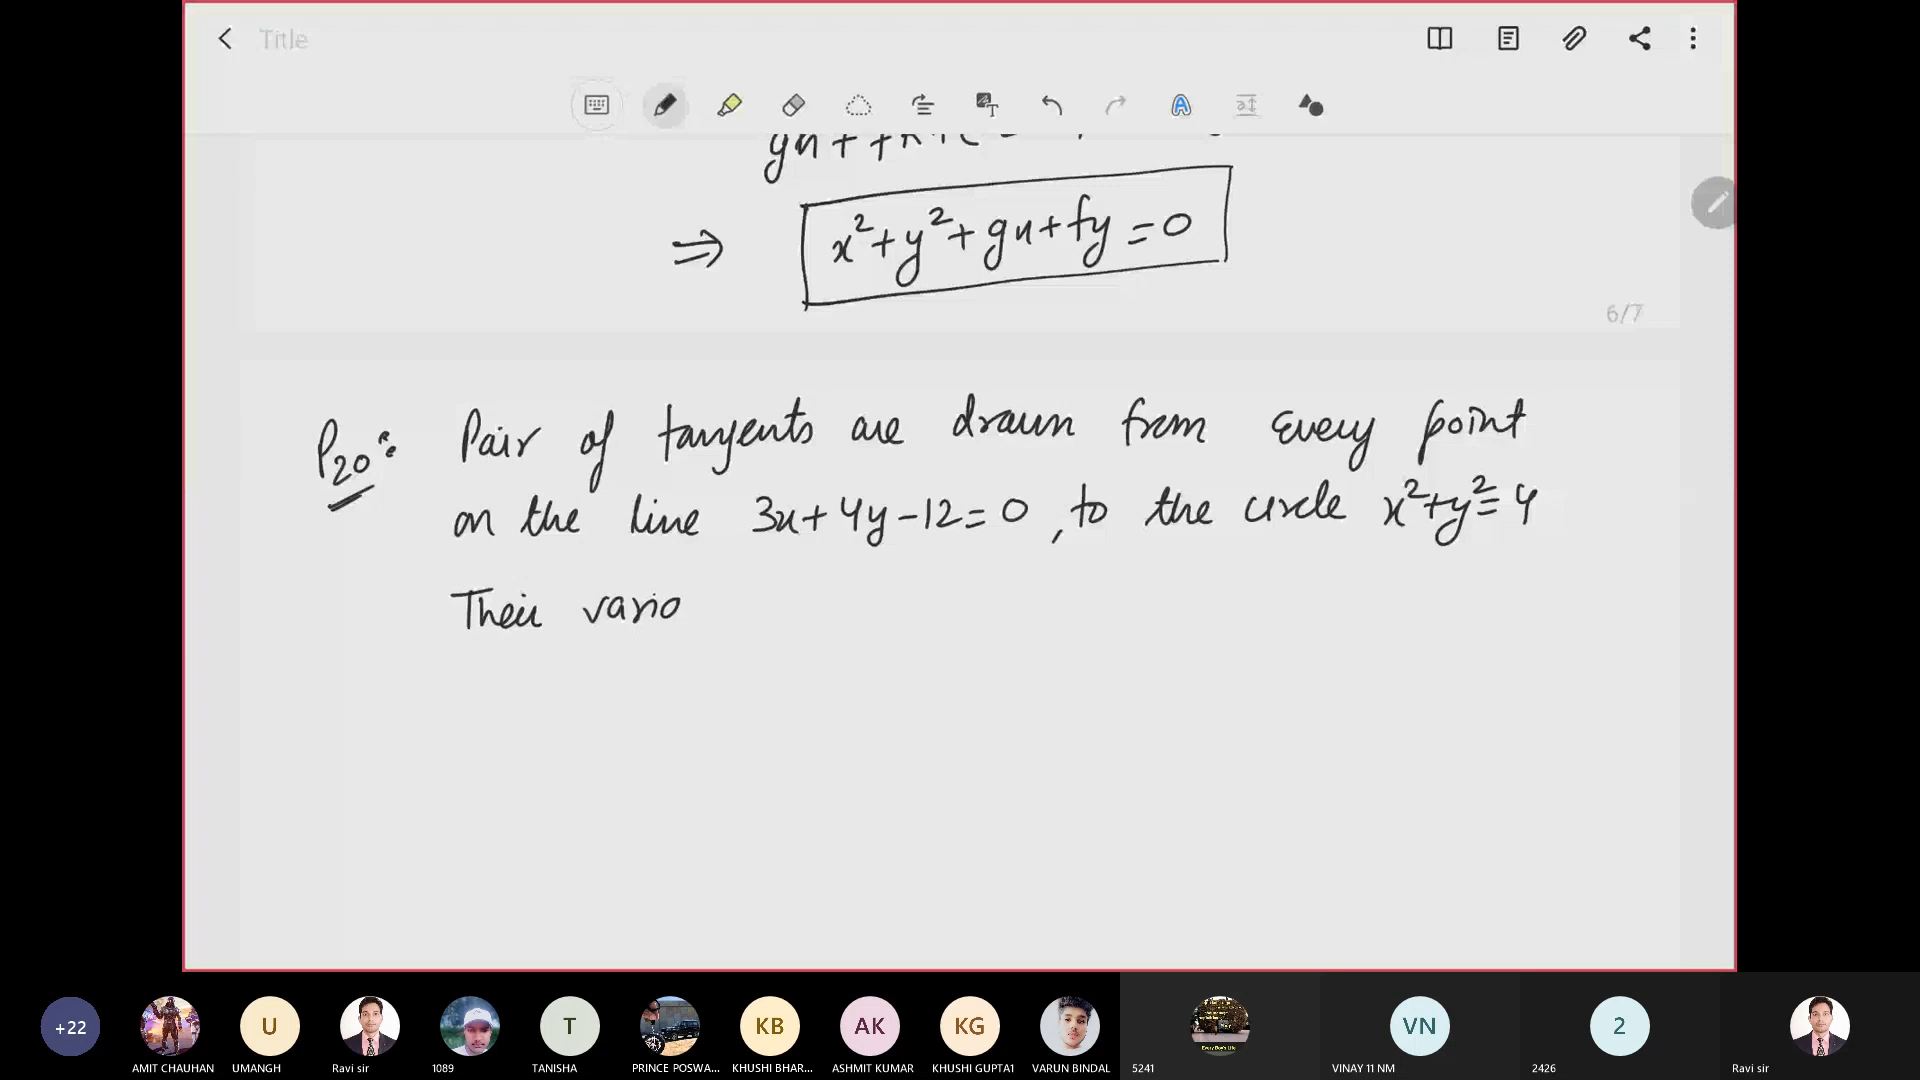 Title
⇒ x²+y²+gx+fy=0
6/7
P20: Pair of tangents are drawn from every point
on the line 3x+4y-12=0, to the circle x²+y²=4
Their vario
+22
U
T
KB
AK
KG
VN
2
AMIT CHAUHAN
UMANGH
Ravi sir
1089
TANISHA
PRINCE POSWA...
KHUSHI BHAR...
ASHMIT KUMAR
KHUSHI GUPTA1
VARUN BINDAL
5241
VINAY 11 NM
2426
Ravi sir